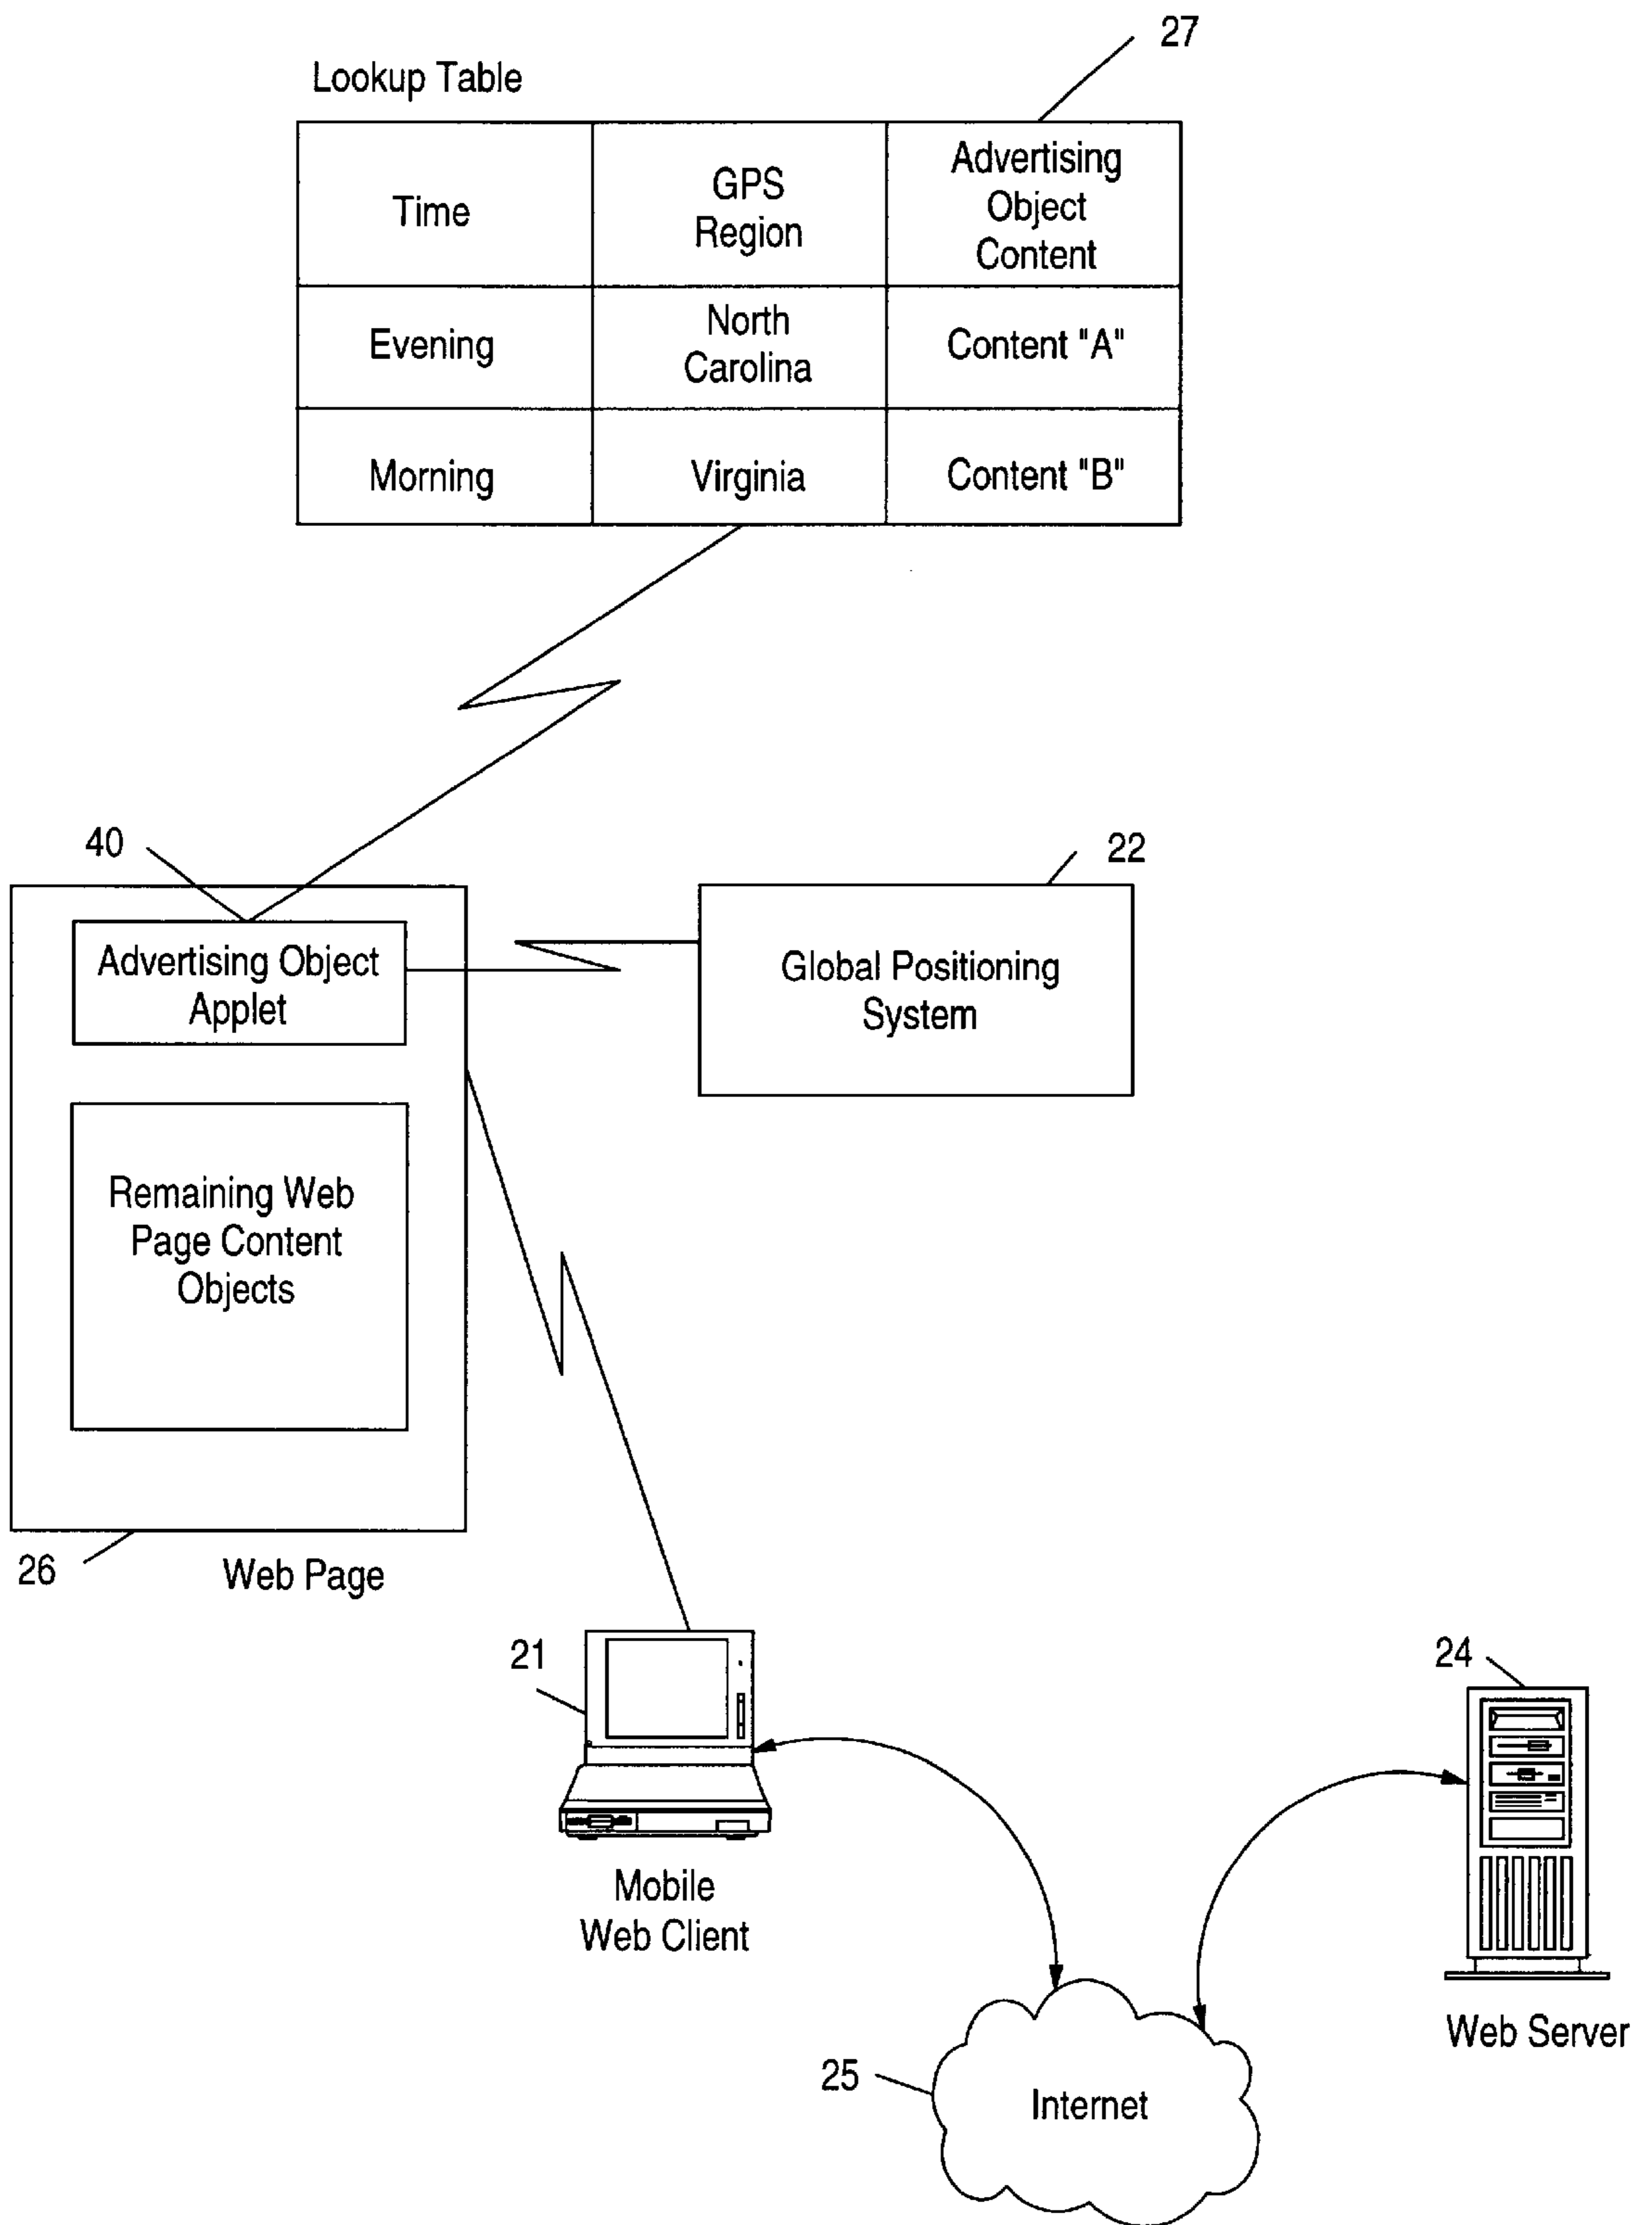 27
Lookup Table
Time
GPS
Region
Advertising
Object
Content
Evening
North
Carolina
Content "A"
Morning
Virginia
Content "B"
40
22
Advertising Object
Applet
Global Positioning
System
Remaining Web
Page Content
Objects
26
Web Page
21
24
Mobile
Web Client
Web Server
25
Internet